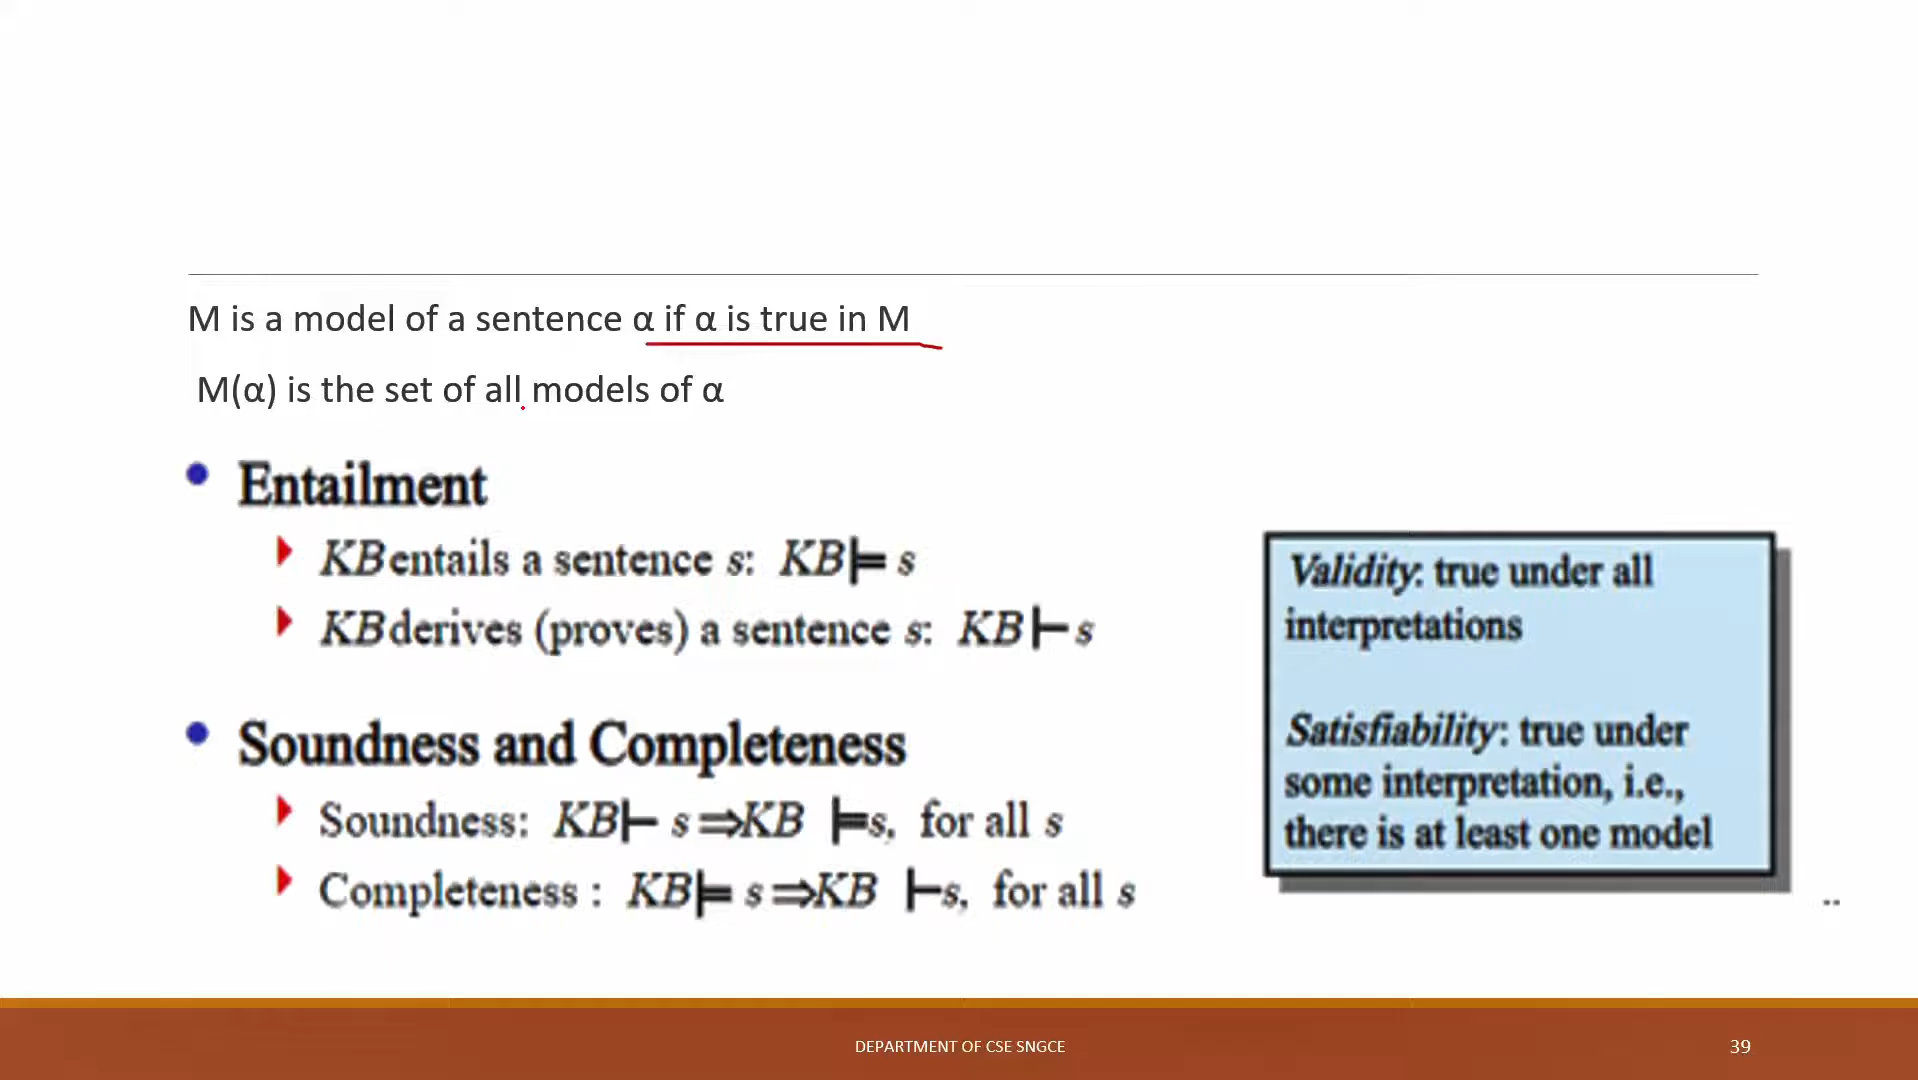 M is a model of a sentence α if α is true in M
M(α) is the set of all models of α
• Entailment
KB entails a sentence s: KB ⊨ s
KB derives (proves) a sentence s: KB ⊢ s
• Soundness and Completeness
Soundness: KB ⊢ s ⇒ KB ⊨ s, for all s
Completeness : KB ⊨ s ⇒ KB ⊢ s, for all s
Validity: true under all
interpretations
Satisfiability: true under
some interpretation, i.e.,
there is at least one model
..
DEPARTMENT OF CSE SNGCE
39